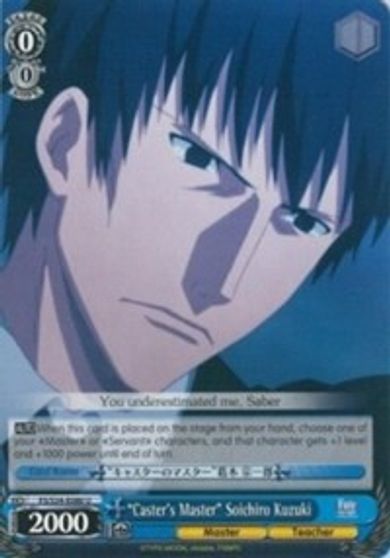 0
0
You underestimated me, Saber
AUTO When this card is placed on the stage from your hand, choose one of
your «Master» or «Servant» characters, and that character gets +1 level
and +1000 power until end of turn.
Card Name
"キャスターのマスター" 葛木 宗一郎
2000
"Caster's Master" Soichiro Kuzuki
Fate
Master Teacher